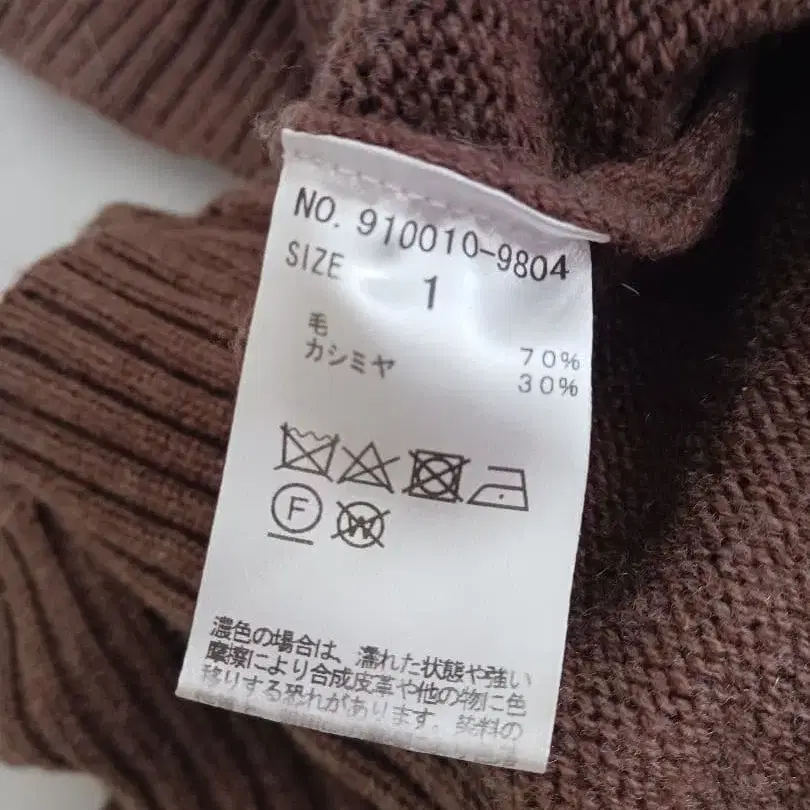 NO. 910010-9804
SIZE 1
毛 70%
カシミヤ 30%
F W
濃色の場合は、濡れた状態や強い
摩擦により合成皮革や他の物に色
移りする恐れがあります。染料の